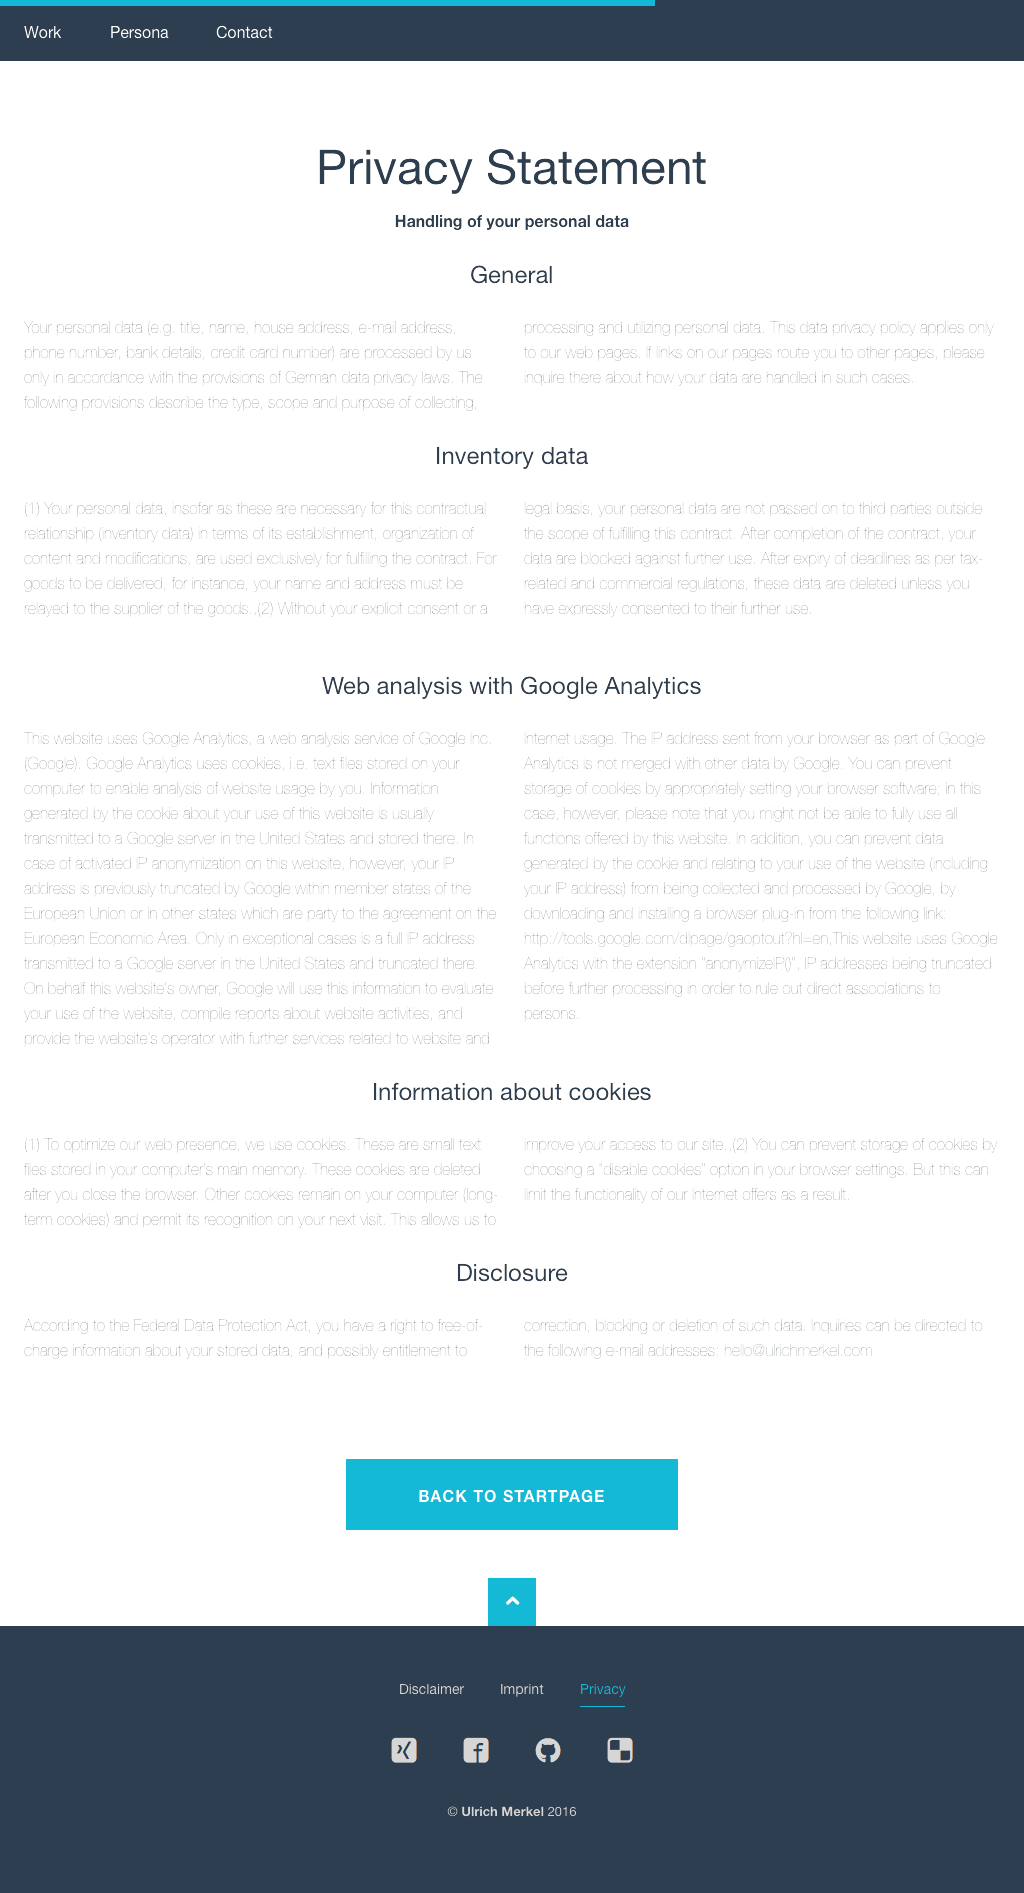 Work Persona Contact
Privacy Statement
Handling of your personal data
General
Your personal data (e.g. title, name, house address, e-mail address,
phone number, bank details, credit card number) are processed by us
only in accordance with the provisions of German data privacy laws. The
following provisions describe the type, scope and purpose of collecting,
processing and utilizing personal data. This data privacy policy applies only
to our web pages. If links on our pages route you to other pages, please
inquire there about how your data are handled in such cases.
Inventory data
(1) Your personal data, insofar as these are necessary for this contractual
relationship (inventory data) in terms of its establishment, organization of
content and modifications, are used exclusively for fulfilling the contract. For
goods to be delivered, for instance, your name and address must be
relayed to the supplier of the goods.,(2) Without your explicit consent or a
legal basis, your personal data are not passed on to third parties outside
the scope of fulfilling this contract. After completion of the contract, your
data are blocked against further use. After expiry of deadlines as per tax-
related and commercial regulations, these data are deleted unless you
have expressly consented to their further use.
Web analysis with Google Analytics
This website uses Google Analytics, a web analysis service of Google Inc.
(Google). Google Analytics uses cookies, i.e. text files stored on your
computer to enable analysis of website usage by you. Information
generated by the cookie about your use of this website is usually
transmitted to a Google server in the United States and stored there. In
case of activated IP anonymization on this website, however, your IP
address is previously truncated by Google within member states of the
European Union or in other states which are party to the agreement on the
European Economic Area. Only in exceptional cases is a full IP address
transmitted to a Google server in the United States and truncated there.
On behalf this website's owner, Google will use this information to evaluate
your use of the website, compile reports about website activities, and
provide the website's operator with further services related to website and
Internet usage. The IP address sent from your browser as part of Google
Analytics is not merged with other data by Google. You can prevent
storage of cookies by appropriately setting your browser software; in this
case, however, please note that you might not be able to fully use all
functions offered by this website. In addition, you can prevent data
generated by the cookie and relating to your use of the website (including
your IP address) from being collected and processed by Google, by
downloading and installing a browser plug-in from the following link:
http://tools.google.com/dlpage/gaoptout?hl=en,This website uses Google
Analytics with the extension "anonymizeIP()", IP addresses being truncated
before further processing in order to rule out direct associations to
persons.
Information about cookies
(1) To optimize our web presence, we use cookies. These are small text
files stored in your computer's main memory. These cookies are deleted
after you close the browser. Other cookies remain on your computer (long-
term cookies) and permit its recognition on your next visit. This allows us to
improve your access to our site.,(2) You can prevent storage of cookies by
choosing a "disable cookies" option in your browser settings. But this can
limit the functionality of our Internet offers as a result.
Disclosure
According to the Federal Data Protection Act, you have a right to free-of-
charge information about your stored data, and possibly entitlement to
correction, blocking or deletion of such data. Inquiries can be directed to
the following e-mail addresses: hello@ulrichmerkel.com
BACK TO STARTPAGE
Disclaimer Imprint Privacy
© Ulrich Merkel 2016